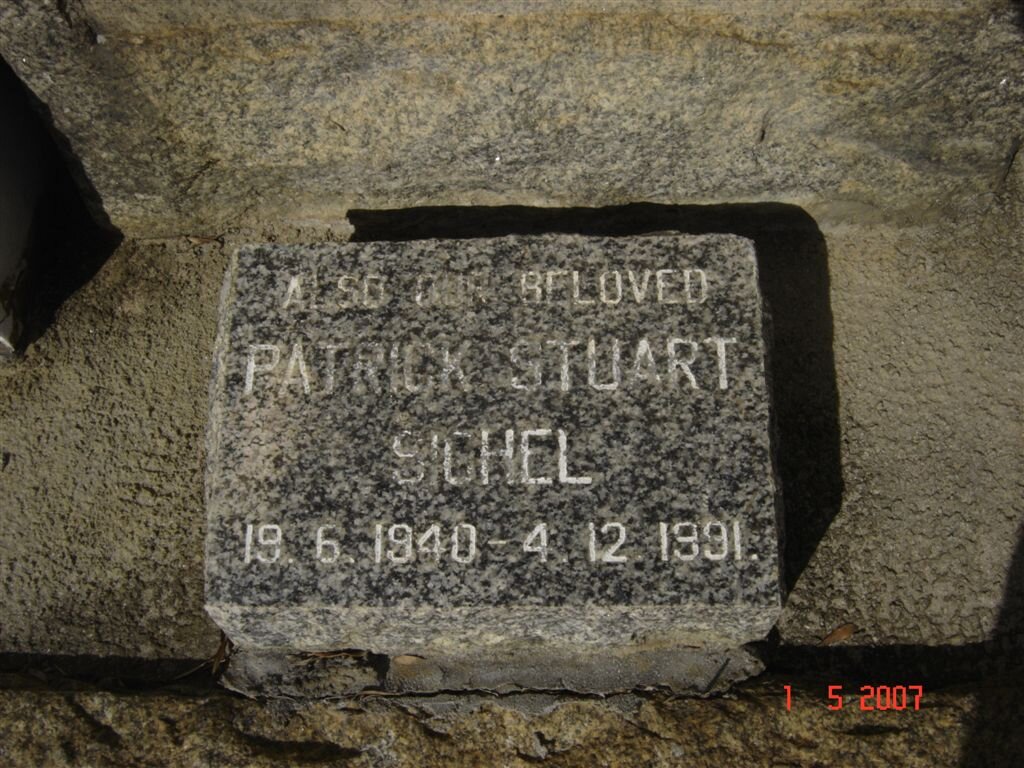 ALSO OUR BELOVED
PATRICK STUART
SICHEL
19. 6. 1940 - 4. 12. 1991.
1 5 2007